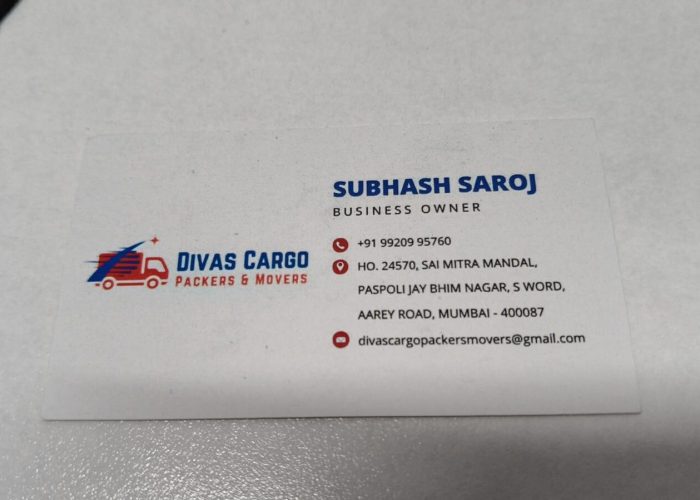 SUBHASH SAROJ
BUSINESS OWNER
DIVAS CARGO
PACKERS & MOVERS
+91 99209 95760
HO. 24570, SAI MITRA MANDAL,
PASPOLI JAY BHIM NAGAR, S WORD,
AAREY ROAD, MUMBAI - 400087
divascargopackersmovers@gmail.com